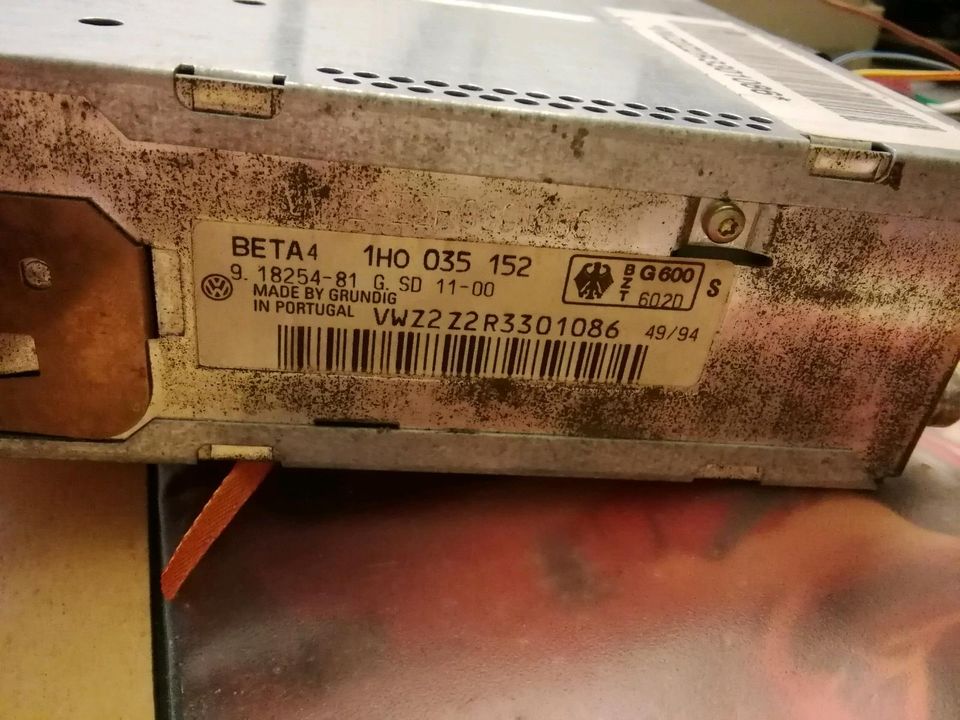 BETA4 1H0 035 152
9.18254-81 G.SD 11-00
MADE BY GRUNDIG
IN PORTUGAL
VWZ2Z2R3301086 49/94
BZT G600
602D
S